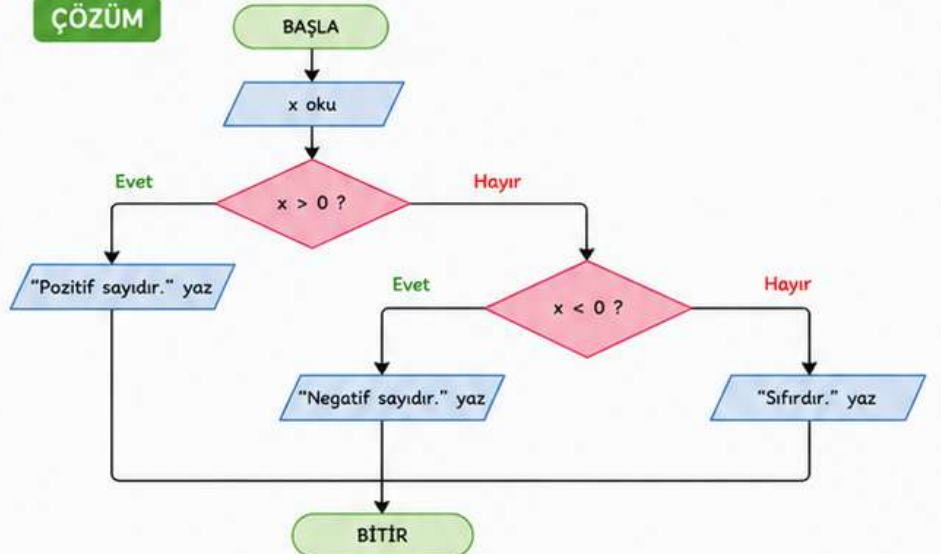 ÇÖZÜM
BAŞLA
x oku
x > 0 ?
Evet
Hayır
"Pozitif sayıdır." yaz
x < 0 ?
Evet
Hayır
"Negatif sayıdır." yaz
"Sıfırdır." yaz
BİTİR